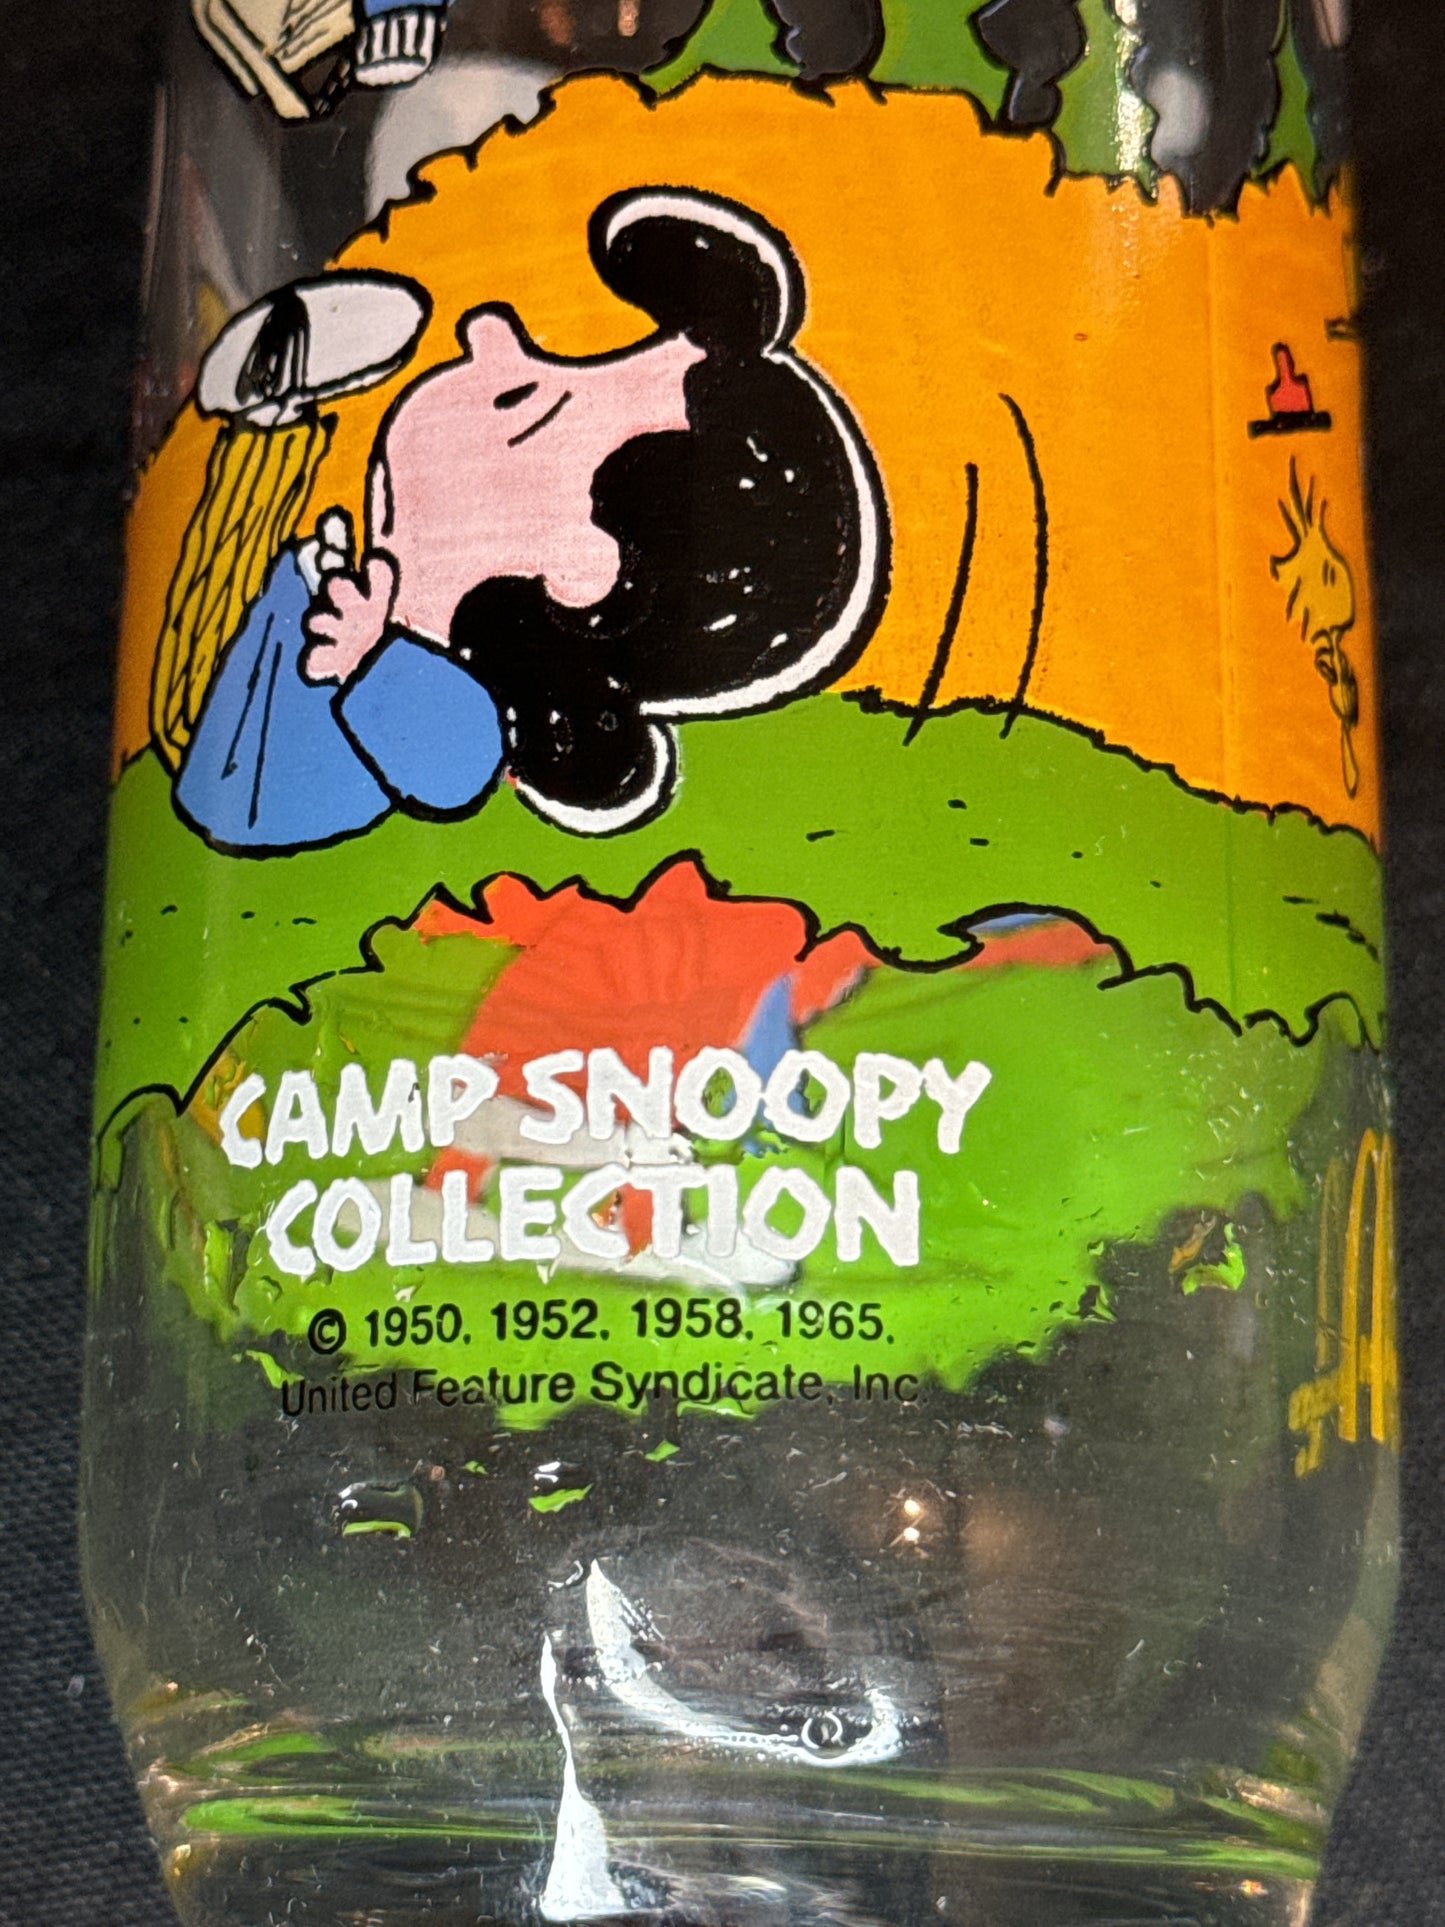 CAMP SNOOPY
COLLECTION
© 1950, 1952, 1958, 1965,
United Feature Syndicate, Inc.